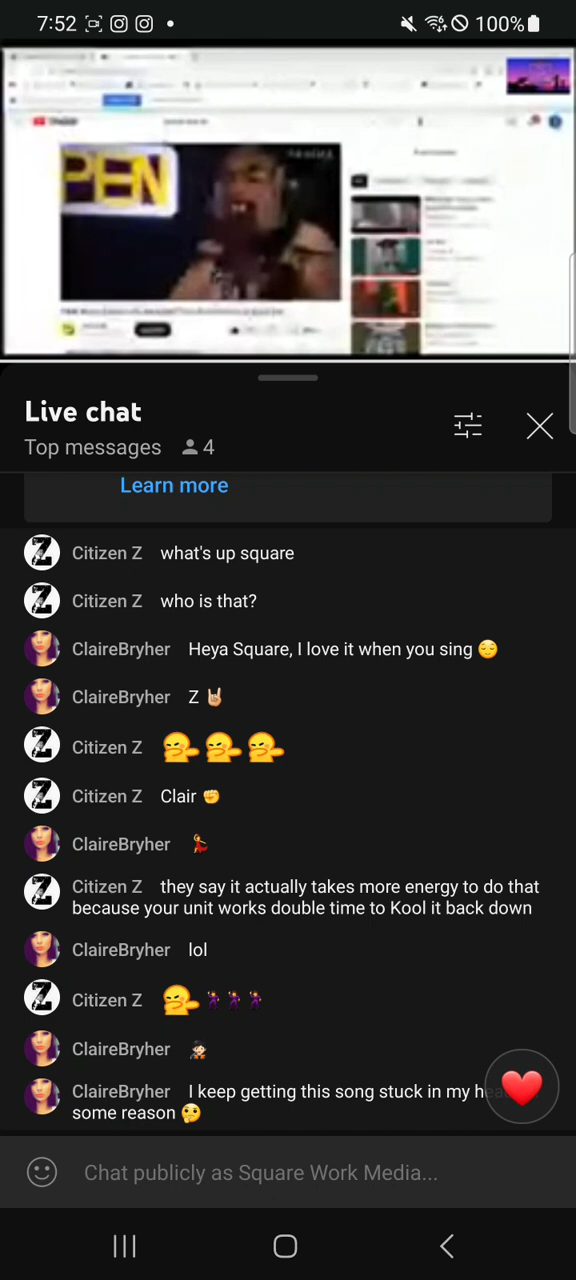 7:52
100%
PEN
Live chat
Top messages 4
Learn more
Citizen Z what's up square
Citizen Z who is that?
ClaireBryher Heya Square, I love it when you sing 😌
ClaireBryher Z 🤘🏼
Citizen Z
Citizen Z Clair ✊
ClaireBryher 💃
Citizen Z they say it actually takes more energy to do that
because your unit works double time to Kool it back down
ClaireBryher lol
Citizen Z
ClaireBryher
ClaireBryher I keep getting this song stuck in my
some reason 🤔
Chat publicly as Square Work Media...